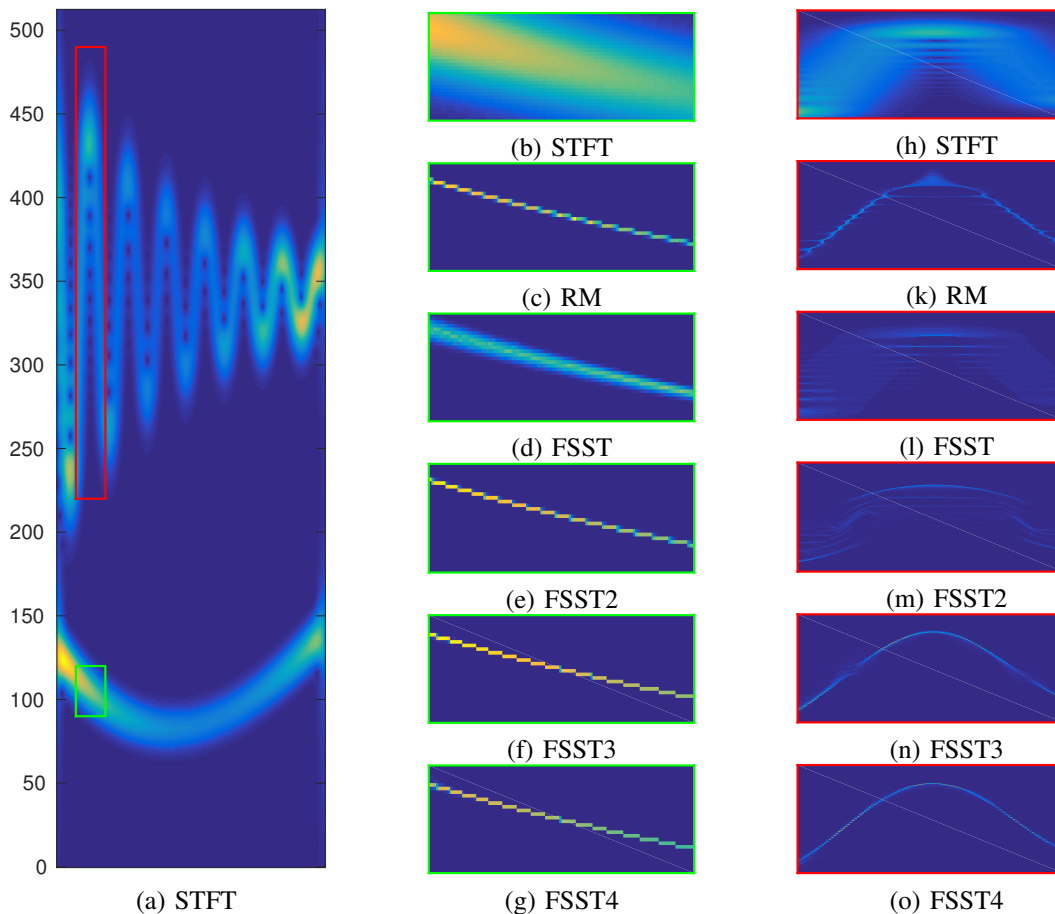 500
450
400
350
300
250
200
150
100
50
0
(a) STFT
(b) STFT
(c) RM
(d) FSST
(e) FSST2
(f) FSST3
(g) FSST4
(h) STFT
(k) RM
(l) FSST
(m) FSST2
(n) FSST3
(o) FSST4